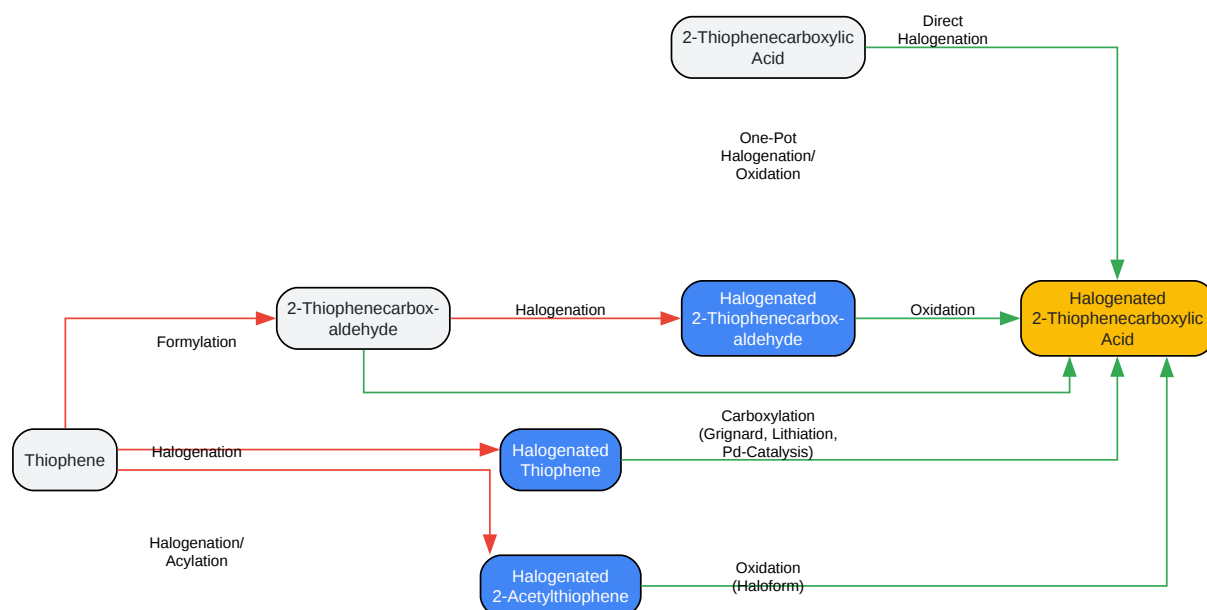 2-Thiophenecarboxylic
Acid
Direct
Halogenation
One-Pot
Halogenation/
Oxidation
2-Thiophenecarbox-
aldehyde
Halogenation
Halogenated
2-Thiophenecarbox-
aldehyde
Oxidation
Halogenated
2-Thiophenecarboxylic
Acid
Formylation
Thiophene
Halogenation
Halogenated
Thiophene
Carboxylation
(Grignard, Lithiation,
Pd-Catalysis)
Halogenation/
Acylation
Halogenated
2-Acetylthiophene
Oxidation
(Haloform)